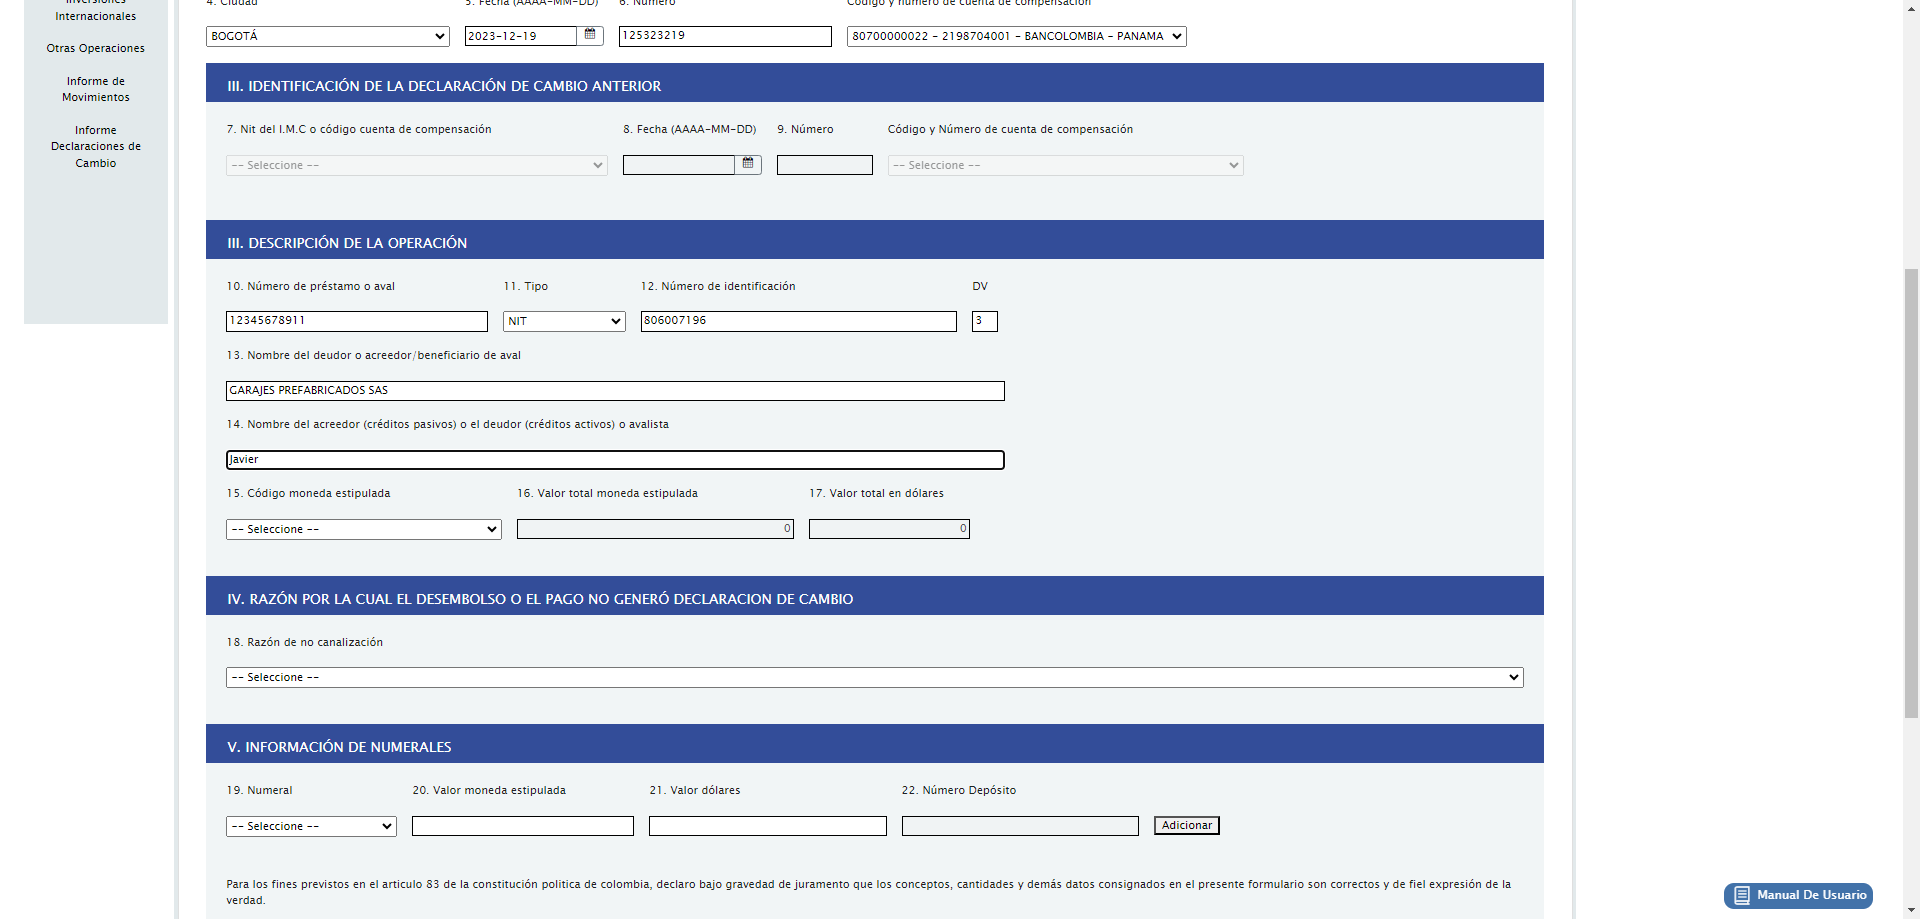 Inversiones
Internacionales
Otras Operaciones
Informe de
Movimientos
Informe
Declaraciones de
Cambio
4. Ciudad 5. Fecha (AAAA-MM-DD) 6. Número Código y número de cuenta de compensación
BOGOTÁ 2023-12-19 125323219 80700000022 - 2198704001 - BANCOLOMBIA - PANAMA
III. IDENTIFICACIÓN DE LA DECLARACIÓN DE CAMBIO ANTERIOR
7. Nit del I.M.C o código cuenta de compensación 8. Fecha (AAAA-MM-DD) 9. Número Código y Número de cuenta de compensación
-- Seleccione -- -- Seleccione --
III. DESCRIPCIÓN DE LA OPERACIÓN
10. Número de préstamo o aval 11. Tipo 12. Número de identificación DV
12345678911 NIT 806007196 3
13. Nombre del deudor o acreedor/beneficiario de aval
GARAJES PREFABRICADOS SAS
14. Nombre del acreedor (créditos pasivos) o el deudor (créditos activos) o avalista
Javier
15. Código moneda estipulada 16. Valor total moneda estipulada 17. Valor total en dólares
-- Seleccione -- 0 0
IV. RAZÓN POR LA CUAL EL DESEMBOLSO O EL PAGO NO GENERÓ DECLARACION DE CAMBIO
18. Razón de no canalización
-- Seleccione --
V. INFORMACIÓN DE NUMERALES
19. Numeral 20. Valor moneda estipulada 21. Valor dólares 22. Número Depósito
-- Seleccione -- Adicionar
Para los fines previstos en el articulo 83 de la constitución politica de colombia, declaro bajo gravedad de juramento que los conceptos, cantidades y demás datos consignados en el presente formulario son correctos y de fiel expresión de la
verdad.
Manual De Usuario